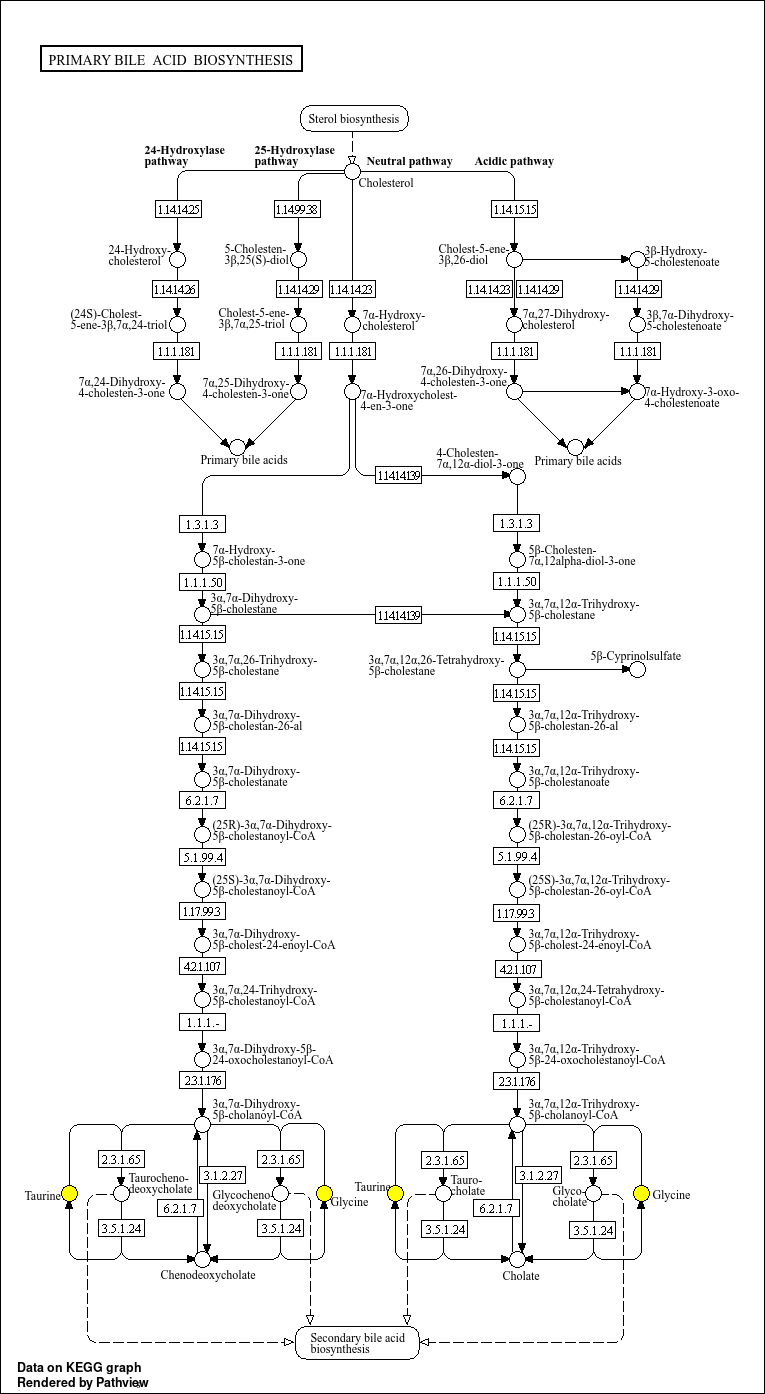 PRIMARY BILE ACID BIOSYNTHESIS
Sterol biosynthesis
24-Hydroxylase
pathway
25-Hydroxylase
pathway
Neutral pathway
Acidic pathway
Cholesterol
1.14.14.25
1.14.99.38
1.14.15.15
24-Hydroxy-
cholesterol
5-Cholesten-
3β,25(S)-diol
Cholest-5-ene-
3β,26-diol
3β-Hydroxy-
5-cholestenoate
1.14.14.26
1.14.14.29
1.14.14.23
1.14.14.23
1.14.14.29
1.14.14.29
(24S)-Cholest-
5-ene-3β,7α,24-triol
Cholest-5-ene-
3β,7α,25-triol
7α-Hydroxy-
cholesterol
7α,27-Dihydroxy-
cholesterol
3β,7α-Dihydroxy-
5-cholestenoate
1.1.1.181
1.1.1.181
1.1.1.181
1.1.1.181
1.1.1.181
7α,24-Dihydroxy-
4-cholesten-3-one
7α,25-Dihydroxy-
4-cholesten-3-one
7α-Hydroxycholest-
4-en-3-one
7α,26-Dihydroxy-
4-cholesten-3-one
7α-Hydroxy-3-oxo-
4-cholestenoate
Primary bile acids
Primary bile acids
4-Cholesten-
7α,12α-diol-3-one
1.14.14.139
1.3.1.3
1.3.1.3
7α-Hydroxy-
5β-cholestan-3-one
5β-Cholesten-
7α,12alpha-diol-3-one
1.1.1.50
1.1.1.50
3α,7α-Dihydroxy-
5β-cholestane
1.14.14.139
3α,7α,12α-Trihydroxy-
5β-cholestane
1.14.15.15
1.14.15.15
3α,7α,26-Trihydroxy-
5β-cholestane
3α,7α,12α,26-Tetrahydroxy-
5β-cholestane
5β-Cyprinolsulfate
1.14.15.15
1.14.15.15
3α,7α-Dihydroxy-
5β-cholestan-26-al
3α,7α,12α-Trihydroxy-
5β-cholestan-26-al
1.14.15.15
1.14.15.15
3α,7α-Dihydroxy-
5β-cholestanate
3α,7α,12α-Trihydroxy-
5β-cholestanoate
6.2.1.7
6.2.1.7
(25R)-3α,7α-Dihydroxy-
5β-cholestanoyl-CoA
(25R)-3α,7α,12α-Trihydroxy-
5β-cholestan-26-oyl-CoA
5.1.99.4
5.1.99.4
(25S)-3α,7α-Dihydroxy-
5β-cholestanoyl-CoA
(25S)-3α,7α,12α-Trihydroxy-
5β-cholestan-26-oyl-CoA
1.17.99.3
1.17.99.3
3α,7α-Dihydroxy-
5β-cholest-24-enoyl-CoA
3α,7α,12α-Trihydroxy-
5β-cholest-24-enoyl-CoA
4.2.1.107
4.2.1.107
3α,7α,24-Trihydroxy-
5β-cholestanoyl-CoA
3α,7α,12α,24-Tetrahydroxy-
5β-cholestanoyl-CoA
1.1.1.-
1.1.1.-
3α,7α-Dihydroxy-5β-
24-oxocholestanoyl-CoA
3α,7α,12α-Trihydroxy-
5β-24-oxocholestanoyl-CoA
2.3.1.176
2.3.1.176
3α,7α-Dihydroxy-
5β-cholanoyl-CoA
3α,7α,12α-Trihydroxy-
5β-cholanoyl-CoA
2.3.1.65
2.3.1.65
2.3.1.65
2.3.1.65
3.1.2.27
3.1.2.27
Taurine
Taurocheno-
deoxycholate
Glycocheno-
deoxycholate
Glycine
Taurine
Tauro-
cholate
Glyco-
cholate
Glycine
6.2.1.7
6.2.1.7
3.5.1.24
3.5.1.24
3.5.1.24
3.5.1.24
Chenodeoxycholate
Cholate
Secondary bile acid
biosynthesis
Data on KEGG graph
Rendered by Pathview